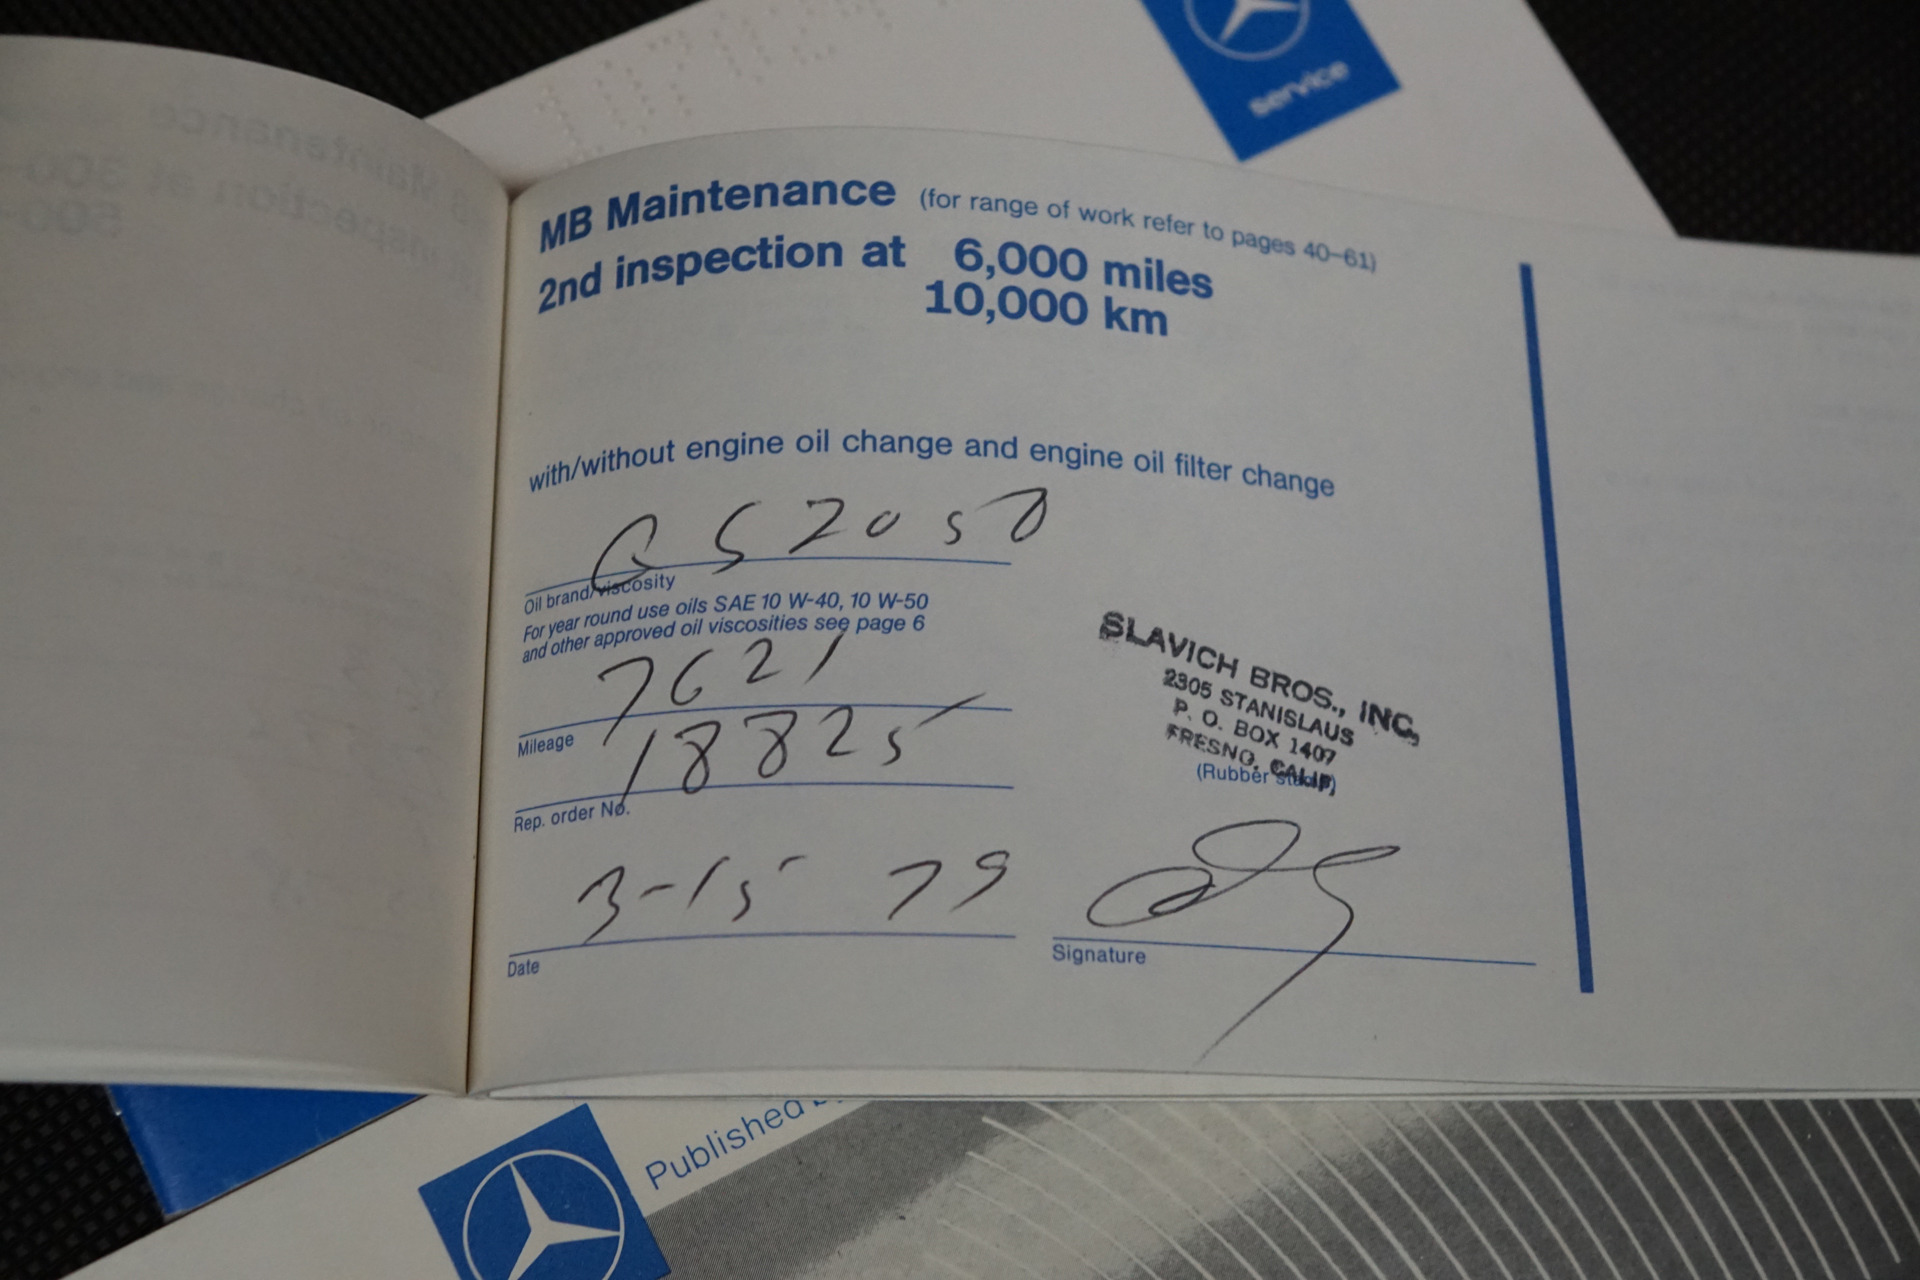 service
MB Maintenance (for range of work refer to pages 40–61)
2nd inspection at 6,000 miles
10,000 km
with/without engine oil change and engine oil filter change
Oil brand/viscosity
For year round use oils SAE 10 W-40, 10 W-50
and other approved oil viscosities see page 6
7621
Mileage
18825
Rep. order No.
3-15 79
Date
SLAVICH BROS., INC.
2305 STANISLAUS
P. O. BOX 1407
FRESNO, CALIF
(Rubber stamp)
Signature
Published